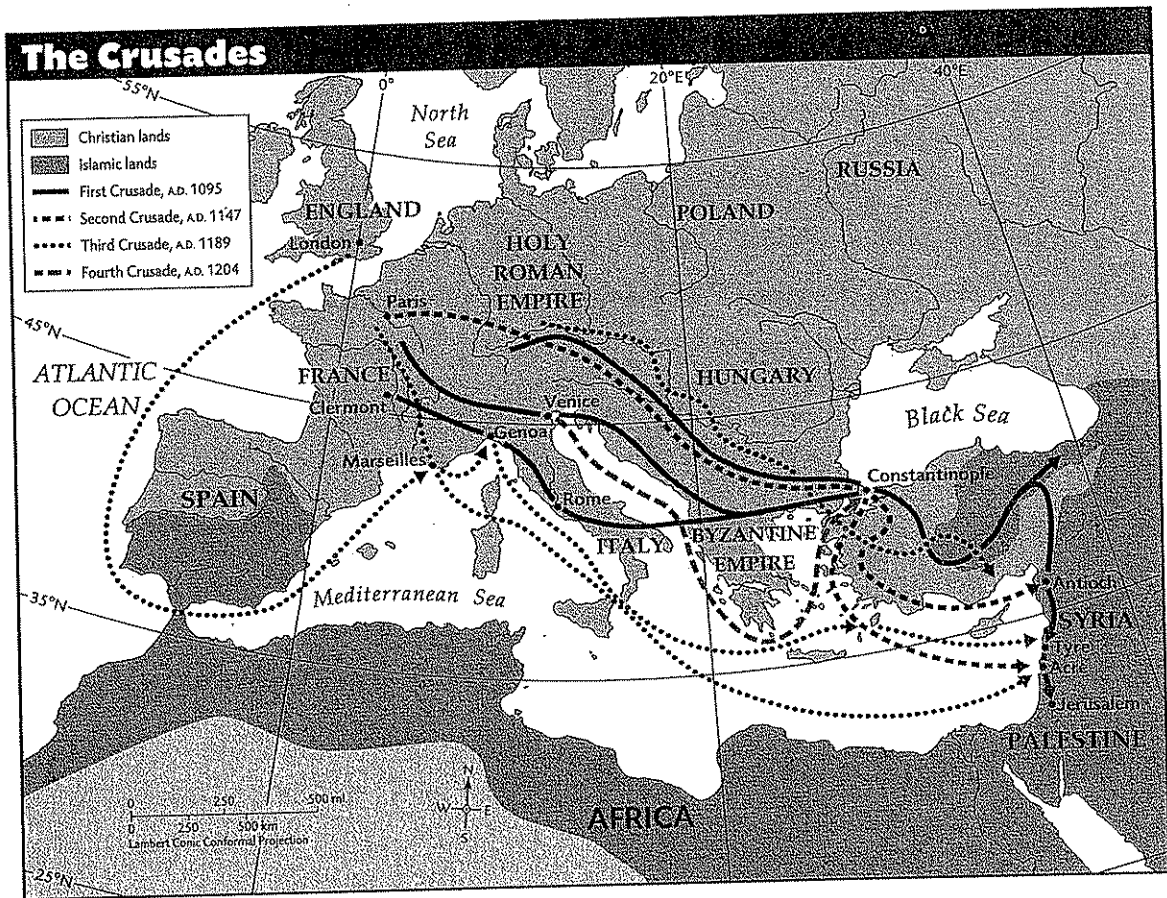 The Crusades
55°N
0°
20°E
40°E
North
Sea
Christian lands
Islamic lands
First Crusade, A.D. 1095
Second Crusade, A.D. 1147
Third Crusade, A.D. 1189
Fourth Crusade, A.D. 1204
RUSSIA
ENGLAND
POLAND
London
HOLY
ROMAN
EMPIRE
Paris
45°N
ATLANTIC
OCEAN
FRANCE
HUNGARY
Clermont
Venice
Black Sea
Genoa
Marseilles
Constantinople
SPAIN
Rome
ITALY
BYZANTINE
EMPIRE
Antioch
35°N
Mediterranean Sea
SYRIA
Tyre
Acre
Jerusalem
PALESTINE
0 250 500 mi
0 250 500 km
Lambert Conic Conformal Projection
N
W E
S
AFRICA
25°N